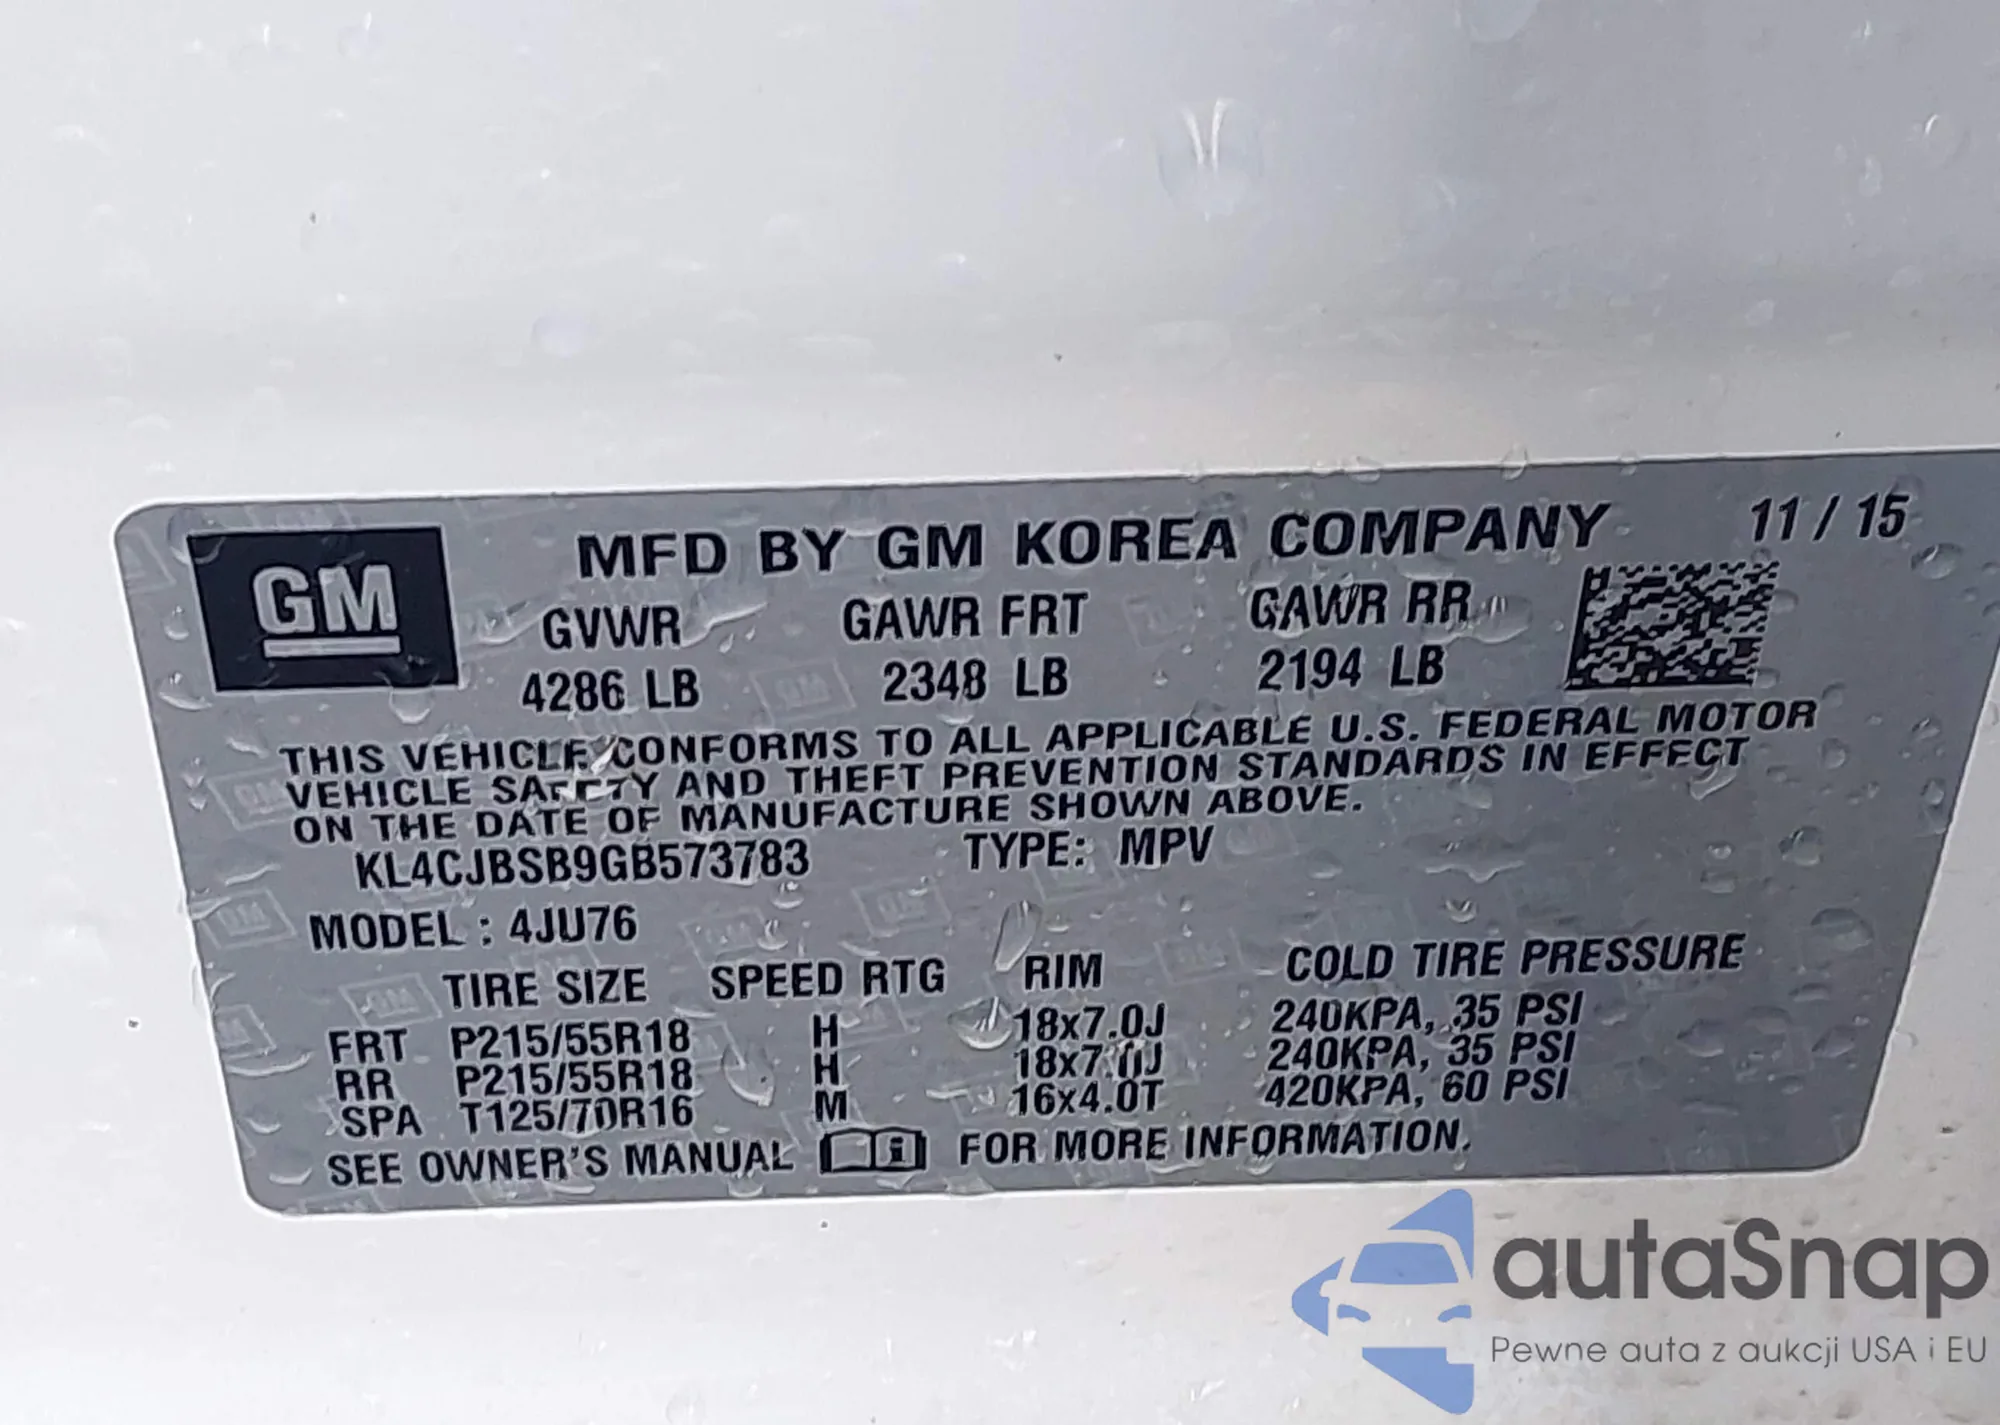 GM
MFD BY GM KOREA COMPANY 11 / 15
GVWR GAWR FRT GAWR RR
4286 LB 2348 LB 2194 LB
THIS VEHICLE CONFORMS TO ALL APPLICABLE U.S. FEDERAL MOTOR
VEHICLE SAFETY AND THEFT PREVENTION STANDARDS IN EFFECT
ON THE DATE OF MANUFACTURE SHOWN ABOVE.
KL4CJBSB9GB573783 TYPE: MPV
MODEL : 4JU76
TIRE SIZE SPEED RTG RIM COLD TIRE PRESSURE
FRT P215/55R18 H 18x7.0J 240KPA, 35 PSI
RR P215/55R18 H 18x7.0J 240KPA, 35 PSI
SPA T125/70R16 M 16x4.0T 420KPA, 60 PSI
SEE OWNER'S MANUAL FOR MORE INFORMATION.
autaSnap
Pewne auta z aukcji USA i EU